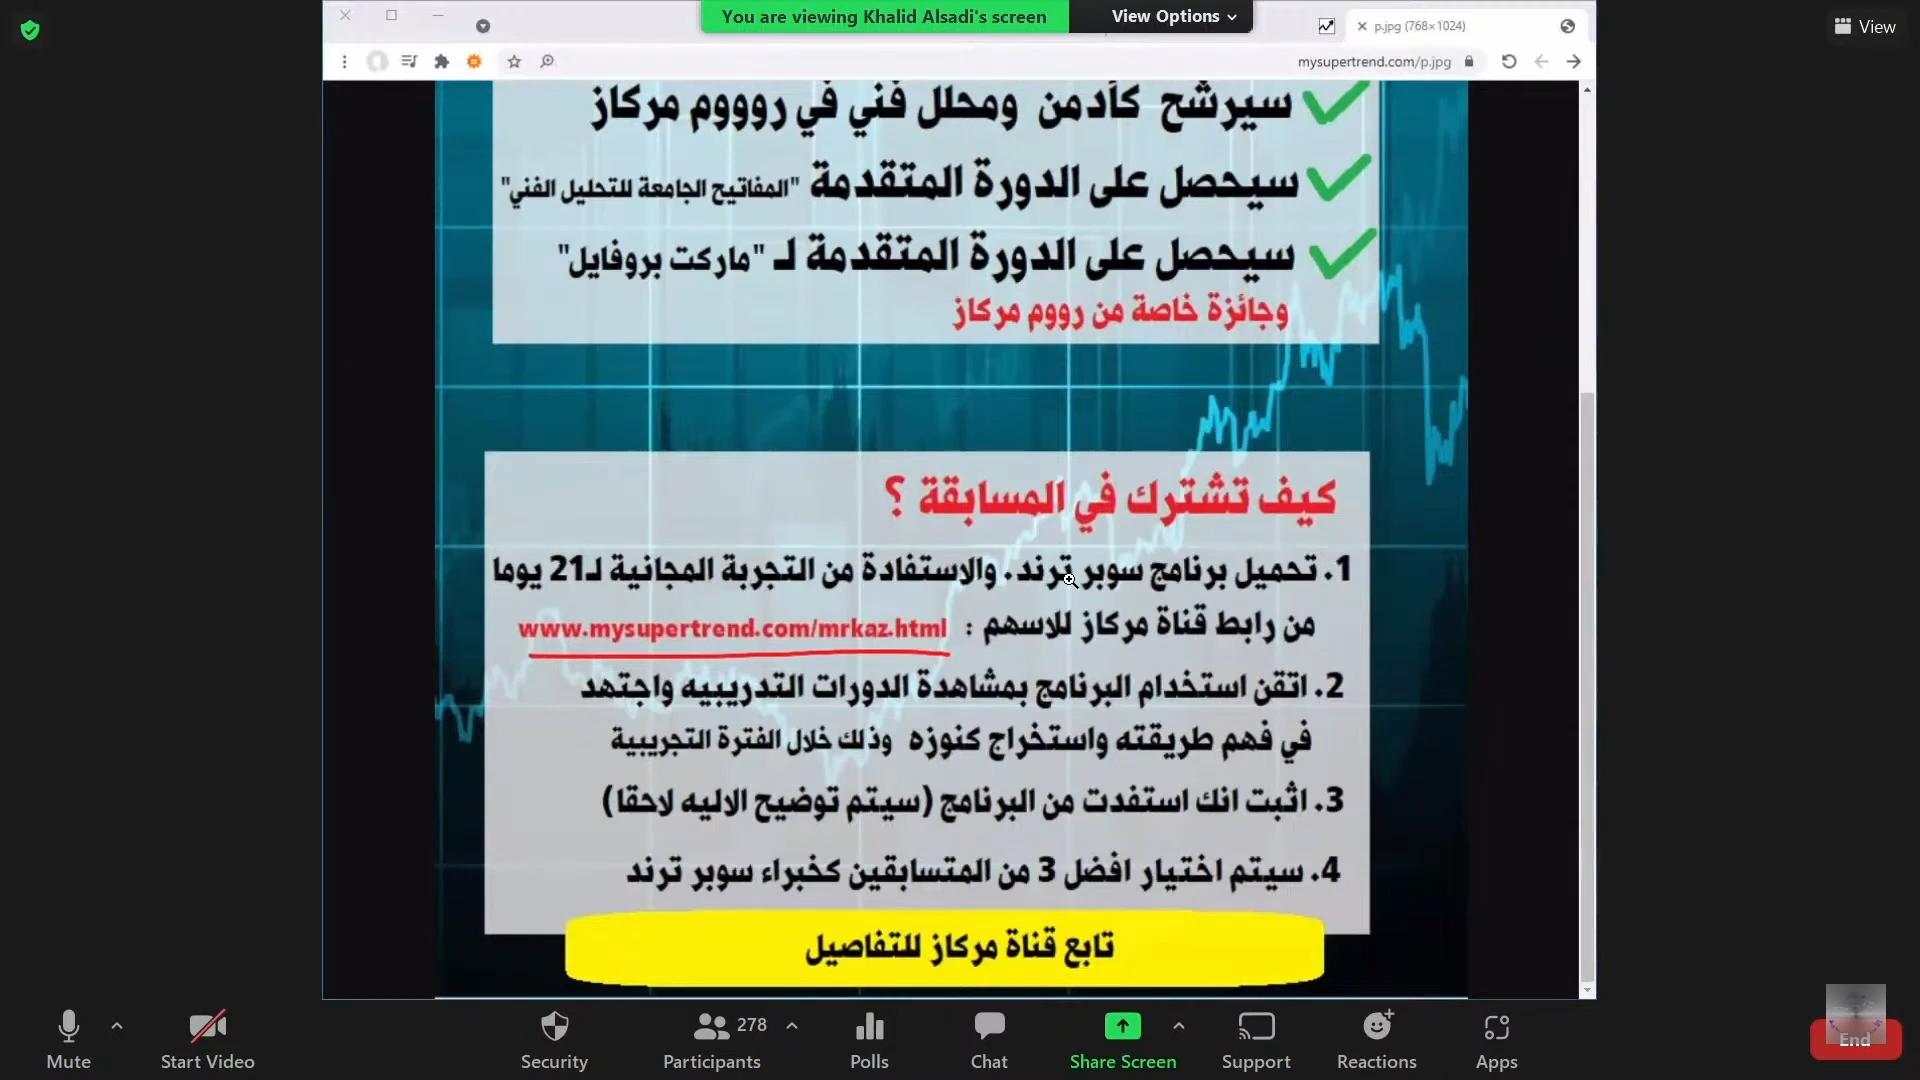 You are viewing Khalid Alsadi's screen
View Options
View
p.jpg (768×1024)
mysupertrend.com/p.jpg
سيرشح كأدمن ومحلل فني في روووم مركاز
سيحصل على الدورة المتقدمة "المفاتيح الجامعة للتحليل الفني"
سيحصل على الدورة المتقدمة لـ "ماركت بروفايل"
وجائزة خاصة من رووم مركاز
كيف تشترك في المسابقة ؟
1. تحميل برنامج سوبر ترند. والاستفادة من التجربة المجانية لـ21 يوما
من رابط قناة مركاز للاسهم : www.mysupertrend.com/mrkaz.html
2. اتقن استخدام البرنامج بمشاهدة الدورات التدريبيه واجتهد
في فهم طريقته واستخراج كنوزه وذلك خلال الفترة التجريبية
3. اثبت انك استفدت من البرنامج (سيتم توضيح الاليه لاحقا)
4. سيتم اختيار افضل 3 من المتسابقين كخبراء سوبر ترند
تابع قناة مركاز للتفاصيل
Mute
Start Video
Security
Participants
278
Polls
Chat
Share Screen
Support
Reactions
Apps
End